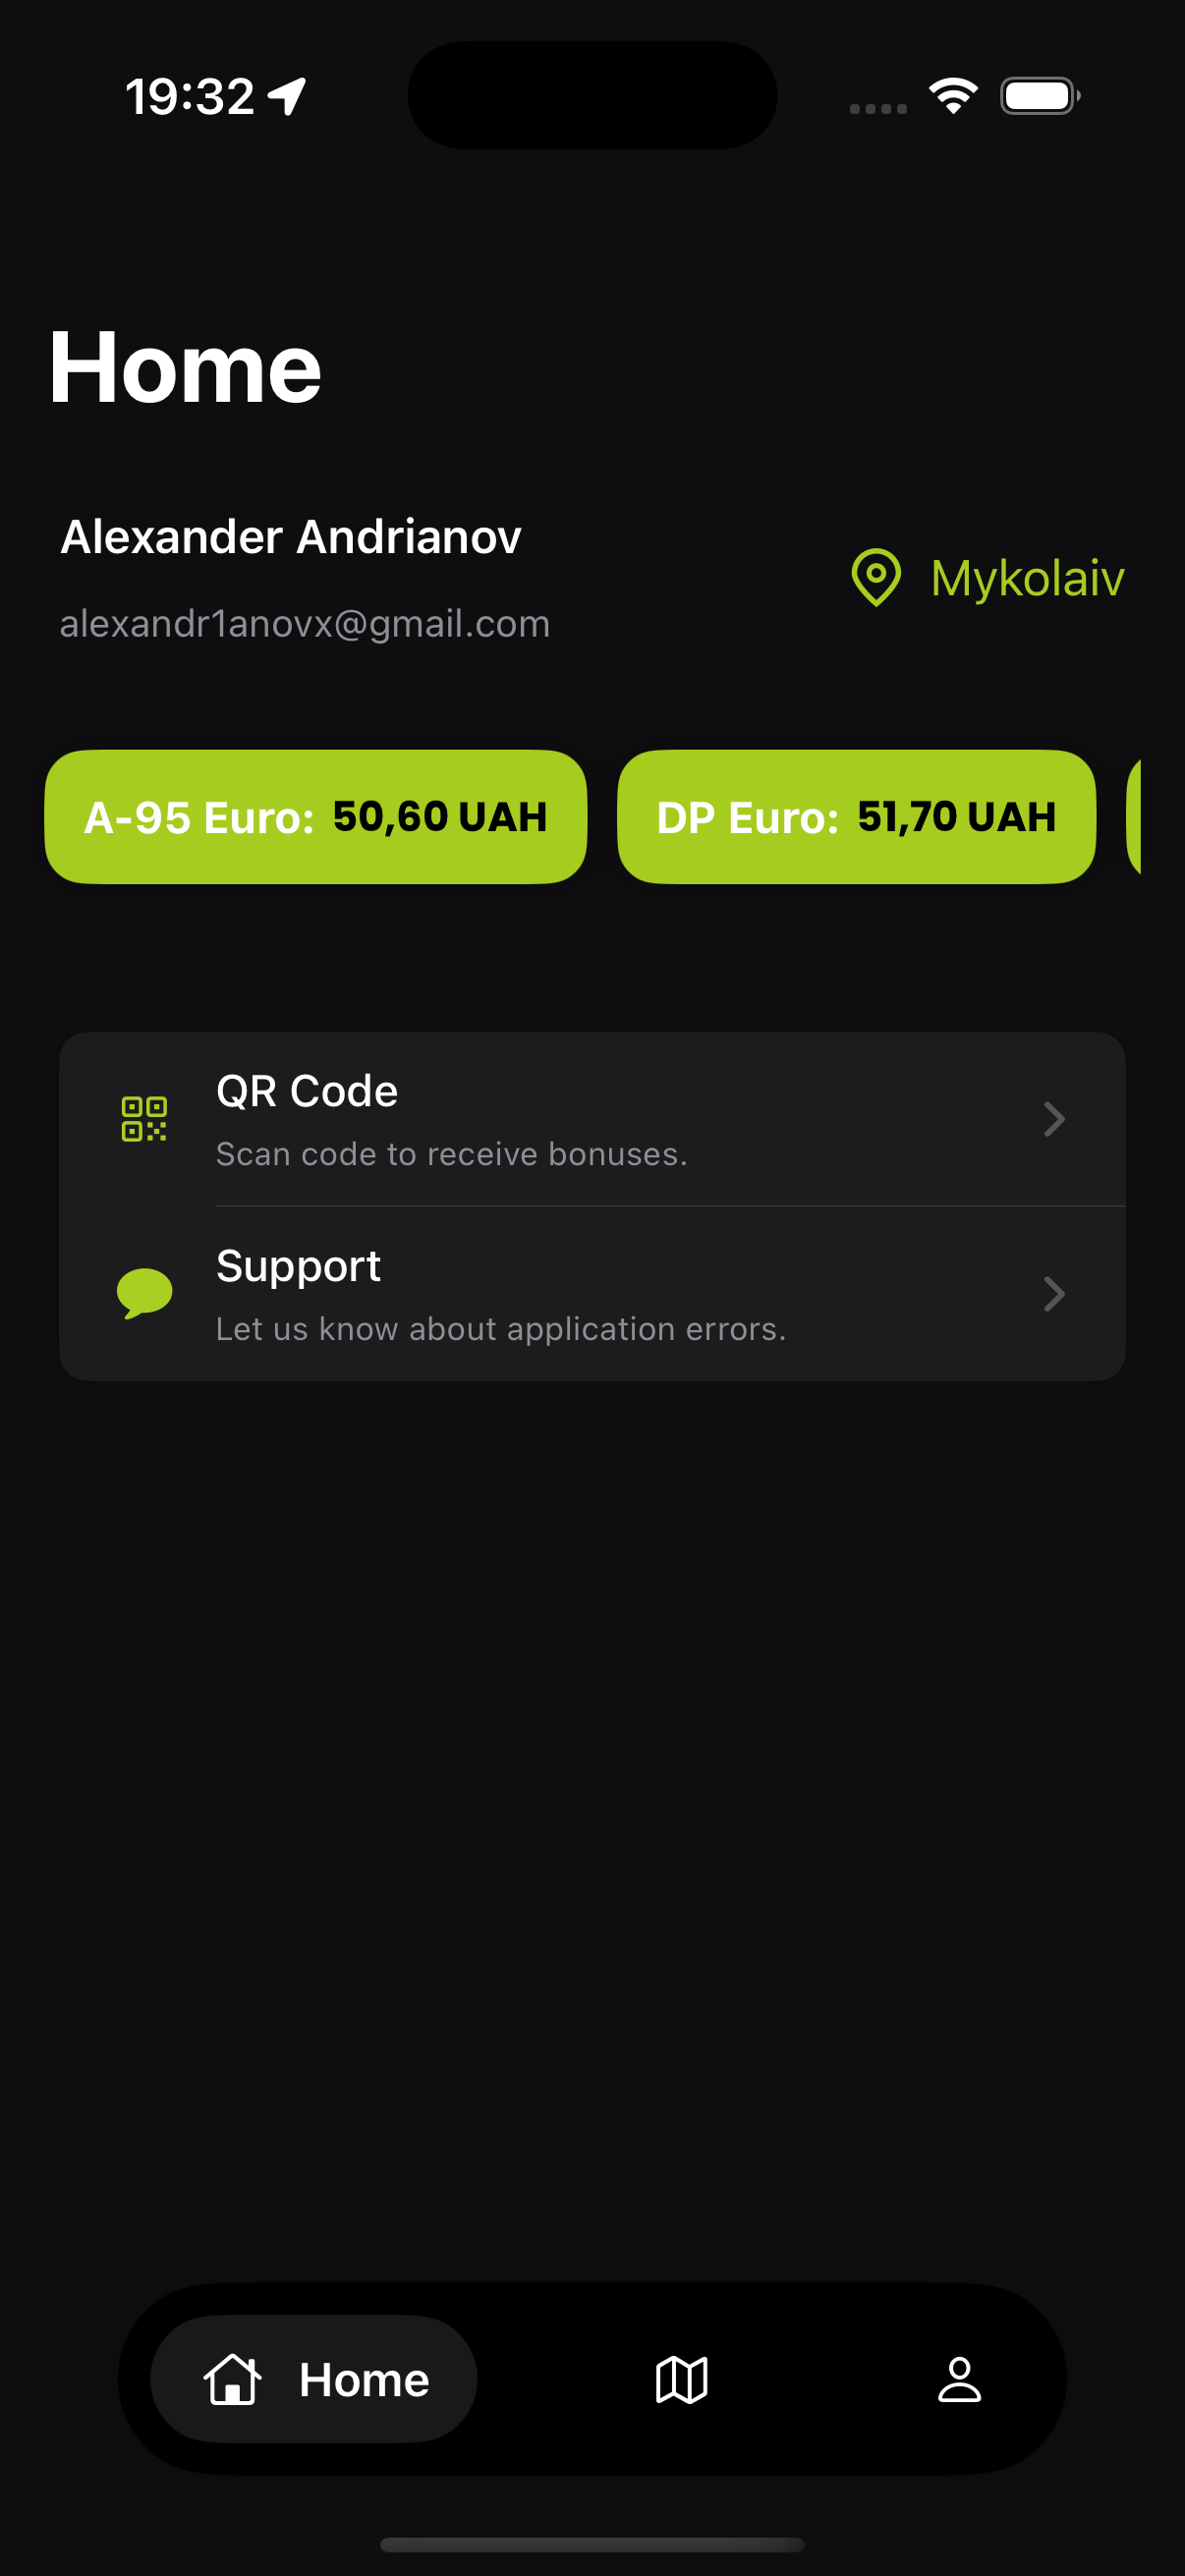 19:32
Home
Alexander Andrianov
alexandr1anovx@gmail.com
Mykolaiv
A-95 Euro: 50,60 UAH
DP Euro: 51,70 UAH
QR Code
Scan code to receive bonuses.
Support
Let us know about application errors.
Home